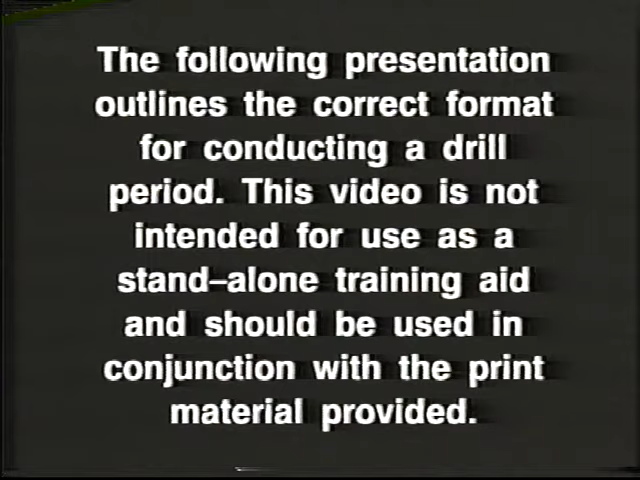 The following presentation
outlines the correct format
for conducting a drill
period. This video is not
intended for use as a
stand–alone training aid
and should be used in
conjunction with the print
material provided.